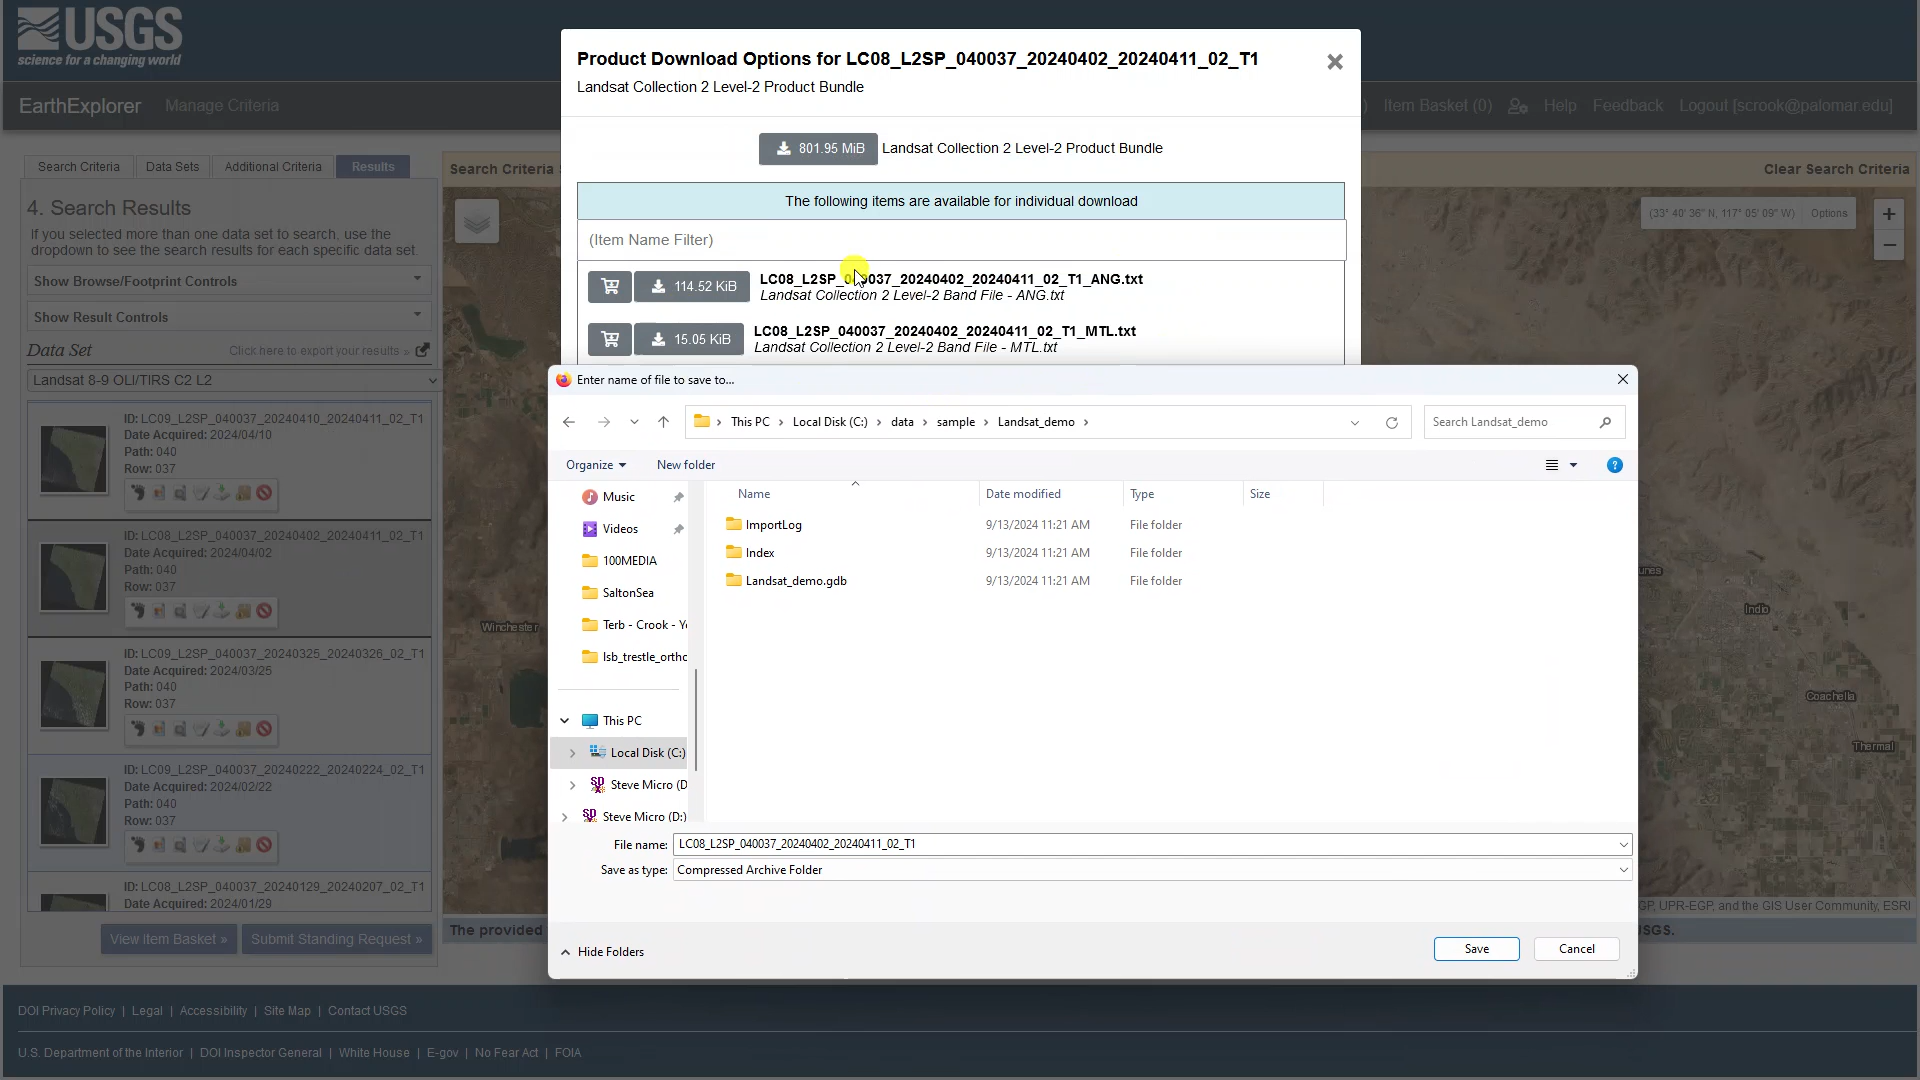 USGS
science for a changing world
EarthExplorer
Manage Criteria
Item Basket (0)
Help
Feedback
Logout [scrook@palomar.edu]
Search Criteria
Data Sets
Additional Criteria
Results
4. Search Results
If you selected more than one data set to search, use the
dropdown to see the search results for each specific data set.
Show Browse/Footprint Controls
Show Result Controls
Data Set
Click here to export your results »
Landsat 8-9 OLI/TIRS C2 L2
ID: LC09_L2SP_040037_20240410_20240411_02_T1
Date Acquired: 2024/04/10
Path: 040
Row: 037
ID: LC08_L2SP_040037_20240402_20240411_02_T1
Date Acquired: 2024/04/02
Path: 040
Row: 037
ID: LC09_L2SP_040037_20240325_20240326_02_T1
Date Acquired: 2024/03/25
Path: 040
Row: 037
ID: LC09_L2SP_040037_20240222_20240224_02_T1
Date Acquired: 2024/02/22
Path: 040
Row: 037
ID: LC08_L2SP_040037_20240129_20240207_02_T1
Date Acquired: 2024/01/29
View Item Basket »
Submit Standing Request »
Search Criteria
Clear Search Criteria
(33° 40' 36" N, 117° 05' 09" W)
Options
+
−
Winchester
Indio
Coachella
Thermal
GP, UPR-EGP, and the GIS User Community, ESRI
The provided
USGS.
Product Download Options for LC08_L2SP_040037_20240402_20240411_02_T1
Landsat Collection 2 Level-2 Product Bundle
801.95 MiB
Landsat Collection 2 Level-2 Product Bundle
The following items are available for individual download
(Item Name Filter)
114.52 KiB
LC08_L2SP_040037_20240402_20240411_02_T1_ANG.txt
Landsat Collection 2 Level-2 Band File - ANG.txt
15.05 KiB
LC08_L2SP_040037_20240402_20240411_02_T1_MTL.txt
Landsat Collection 2 Level-2 Band File - MTL.txt
Enter name of file to save to...
This PC > Local Disk (C:) > data > sample > Landsat_demo >
Search Landsat_demo
Organize
New folder
Music
Videos
100MEDIA
SaltonSea
Terb - Crook - Y
lsb_trestle_ortho
This PC
Local Disk (C:)
Steve Micro (D
Steve Micro (D:)
Name
Date modified
Type
Size
ImportLog
9/13/2024 11:21 AM
File folder
Index
9/13/2024 11:21 AM
File folder
Landsat_demo.gdb
9/13/2024 11:21 AM
File folder
File name:
LC08_L2SP_040037_20240402_20240411_02_T1
Save as type:
Compressed Archive Folder
Hide Folders
Save
Cancel
DOI Privacy Policy | Legal | Accessibility | Site Map | Contact USGS
U.S. Department of the Interior | DOI Inspector General | White House | E-gov | No Fear Act | FOIA